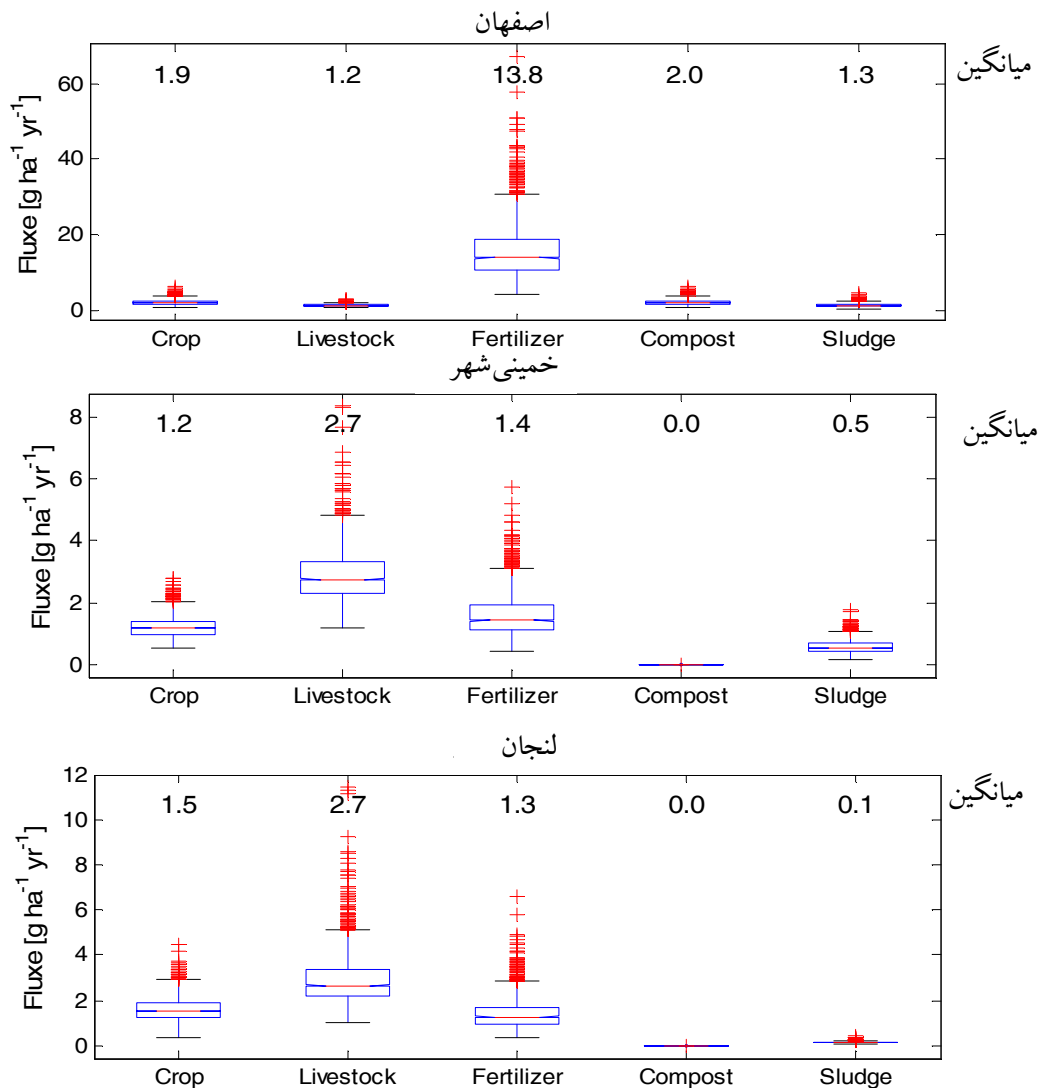 اصفهان
میانگین
1.9 1.2 13.8 2.0 1.3
60
40
20
0
Fluxe [g ha-1 yr-1]
Crop Livestock Fertilizer Compost Sludge
خمینی‌شهر
میانگین
1.2 2.7 1.4 0.0 0.5
8
6
4
2
0
Fluxe [g ha-1 yr-1]
Crop Livestock Fertilizer Compost Sludge
لنجان
میانگین
1.5 2.7 1.3 0.0 0.1
12
10
8
6
4
2
0
Fluxe [g ha-1 yr-1]
Crop Livestock Fertilizer Compost Sludge